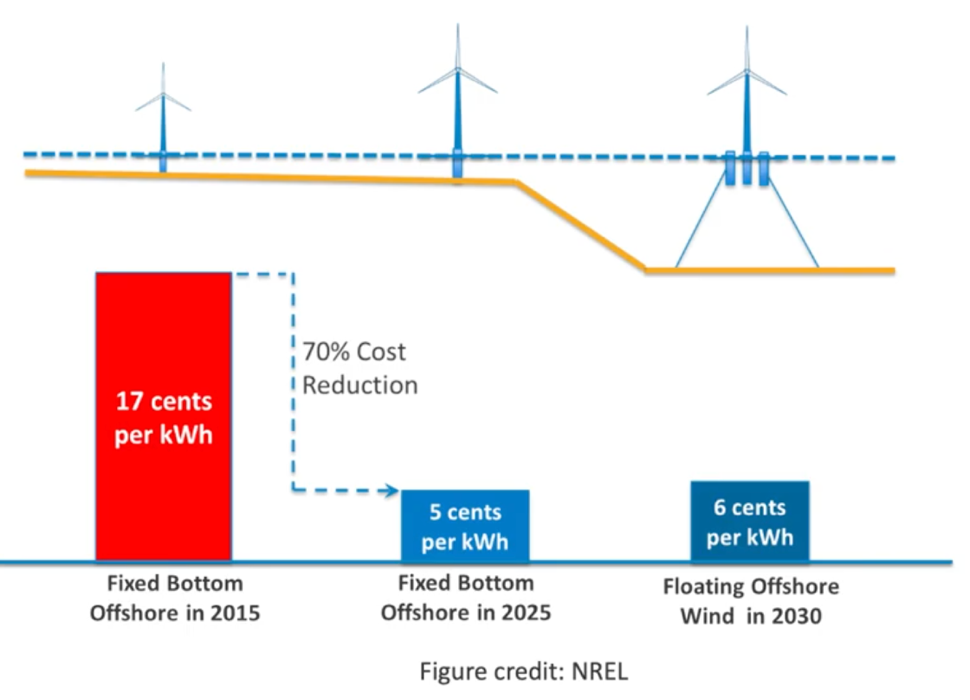 70% Cost
Reduction
17 cents
per kWh
5 cents
per kWh
6 cents
per kWh
Fixed Bottom
Offshore in 2015
Fixed Bottom
Offshore in 2025
Floating Offshore
Wind in 2030
Figure credit: NREL